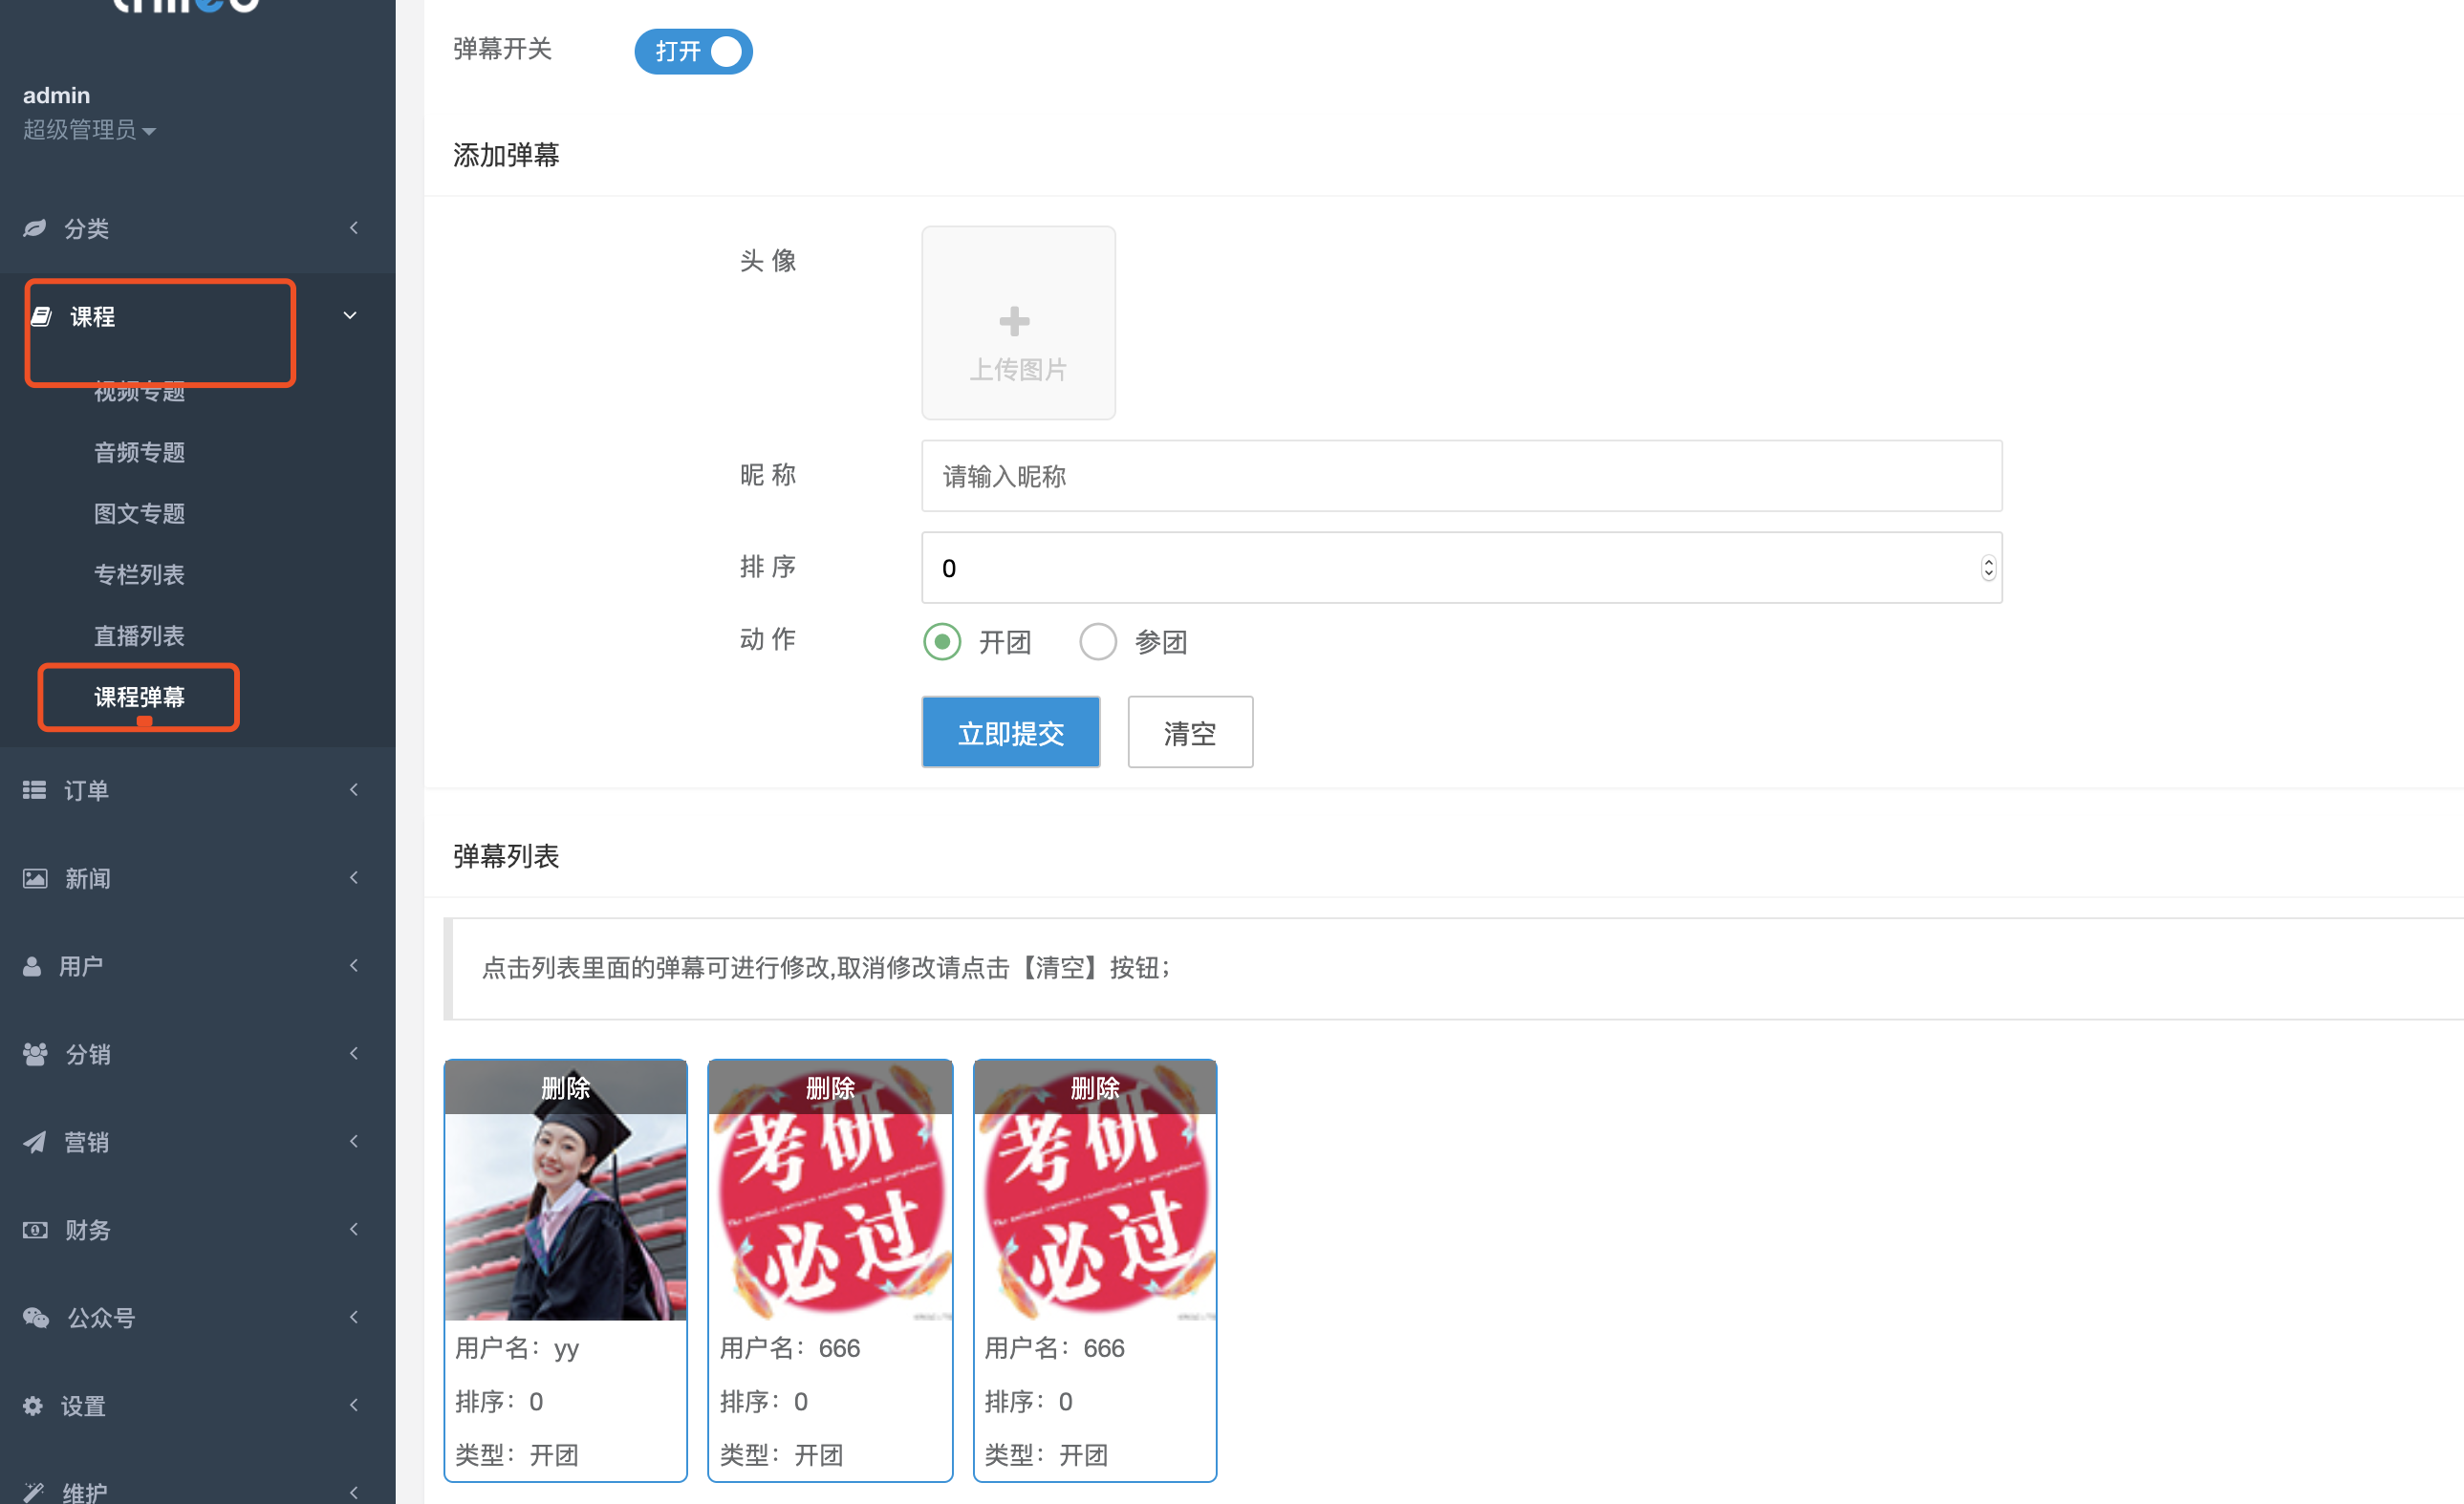 admin
超级管理员
分类
课程
视频专题
音频专题
图文专题
专栏列表
直播列表
课程弹幕
订单
新闻
用户
分销
营销
财务
公众号
设置
维护
弹幕开关
打开
添加弹幕
头 像
上传图片
昵 称
请输入昵称
排 序
0
动 作
开团
参团
立即提交
清空
弹幕列表
点击列表里面的弹幕可进行修改,取消修改请点击【清空】按钮;
删除
用户名：yy
排序：0
类型：开团
删除
考研
必过
用户名：666
排序：0
类型：开团
删除
考研
必过
用户名：666
排序：0
类型：开团